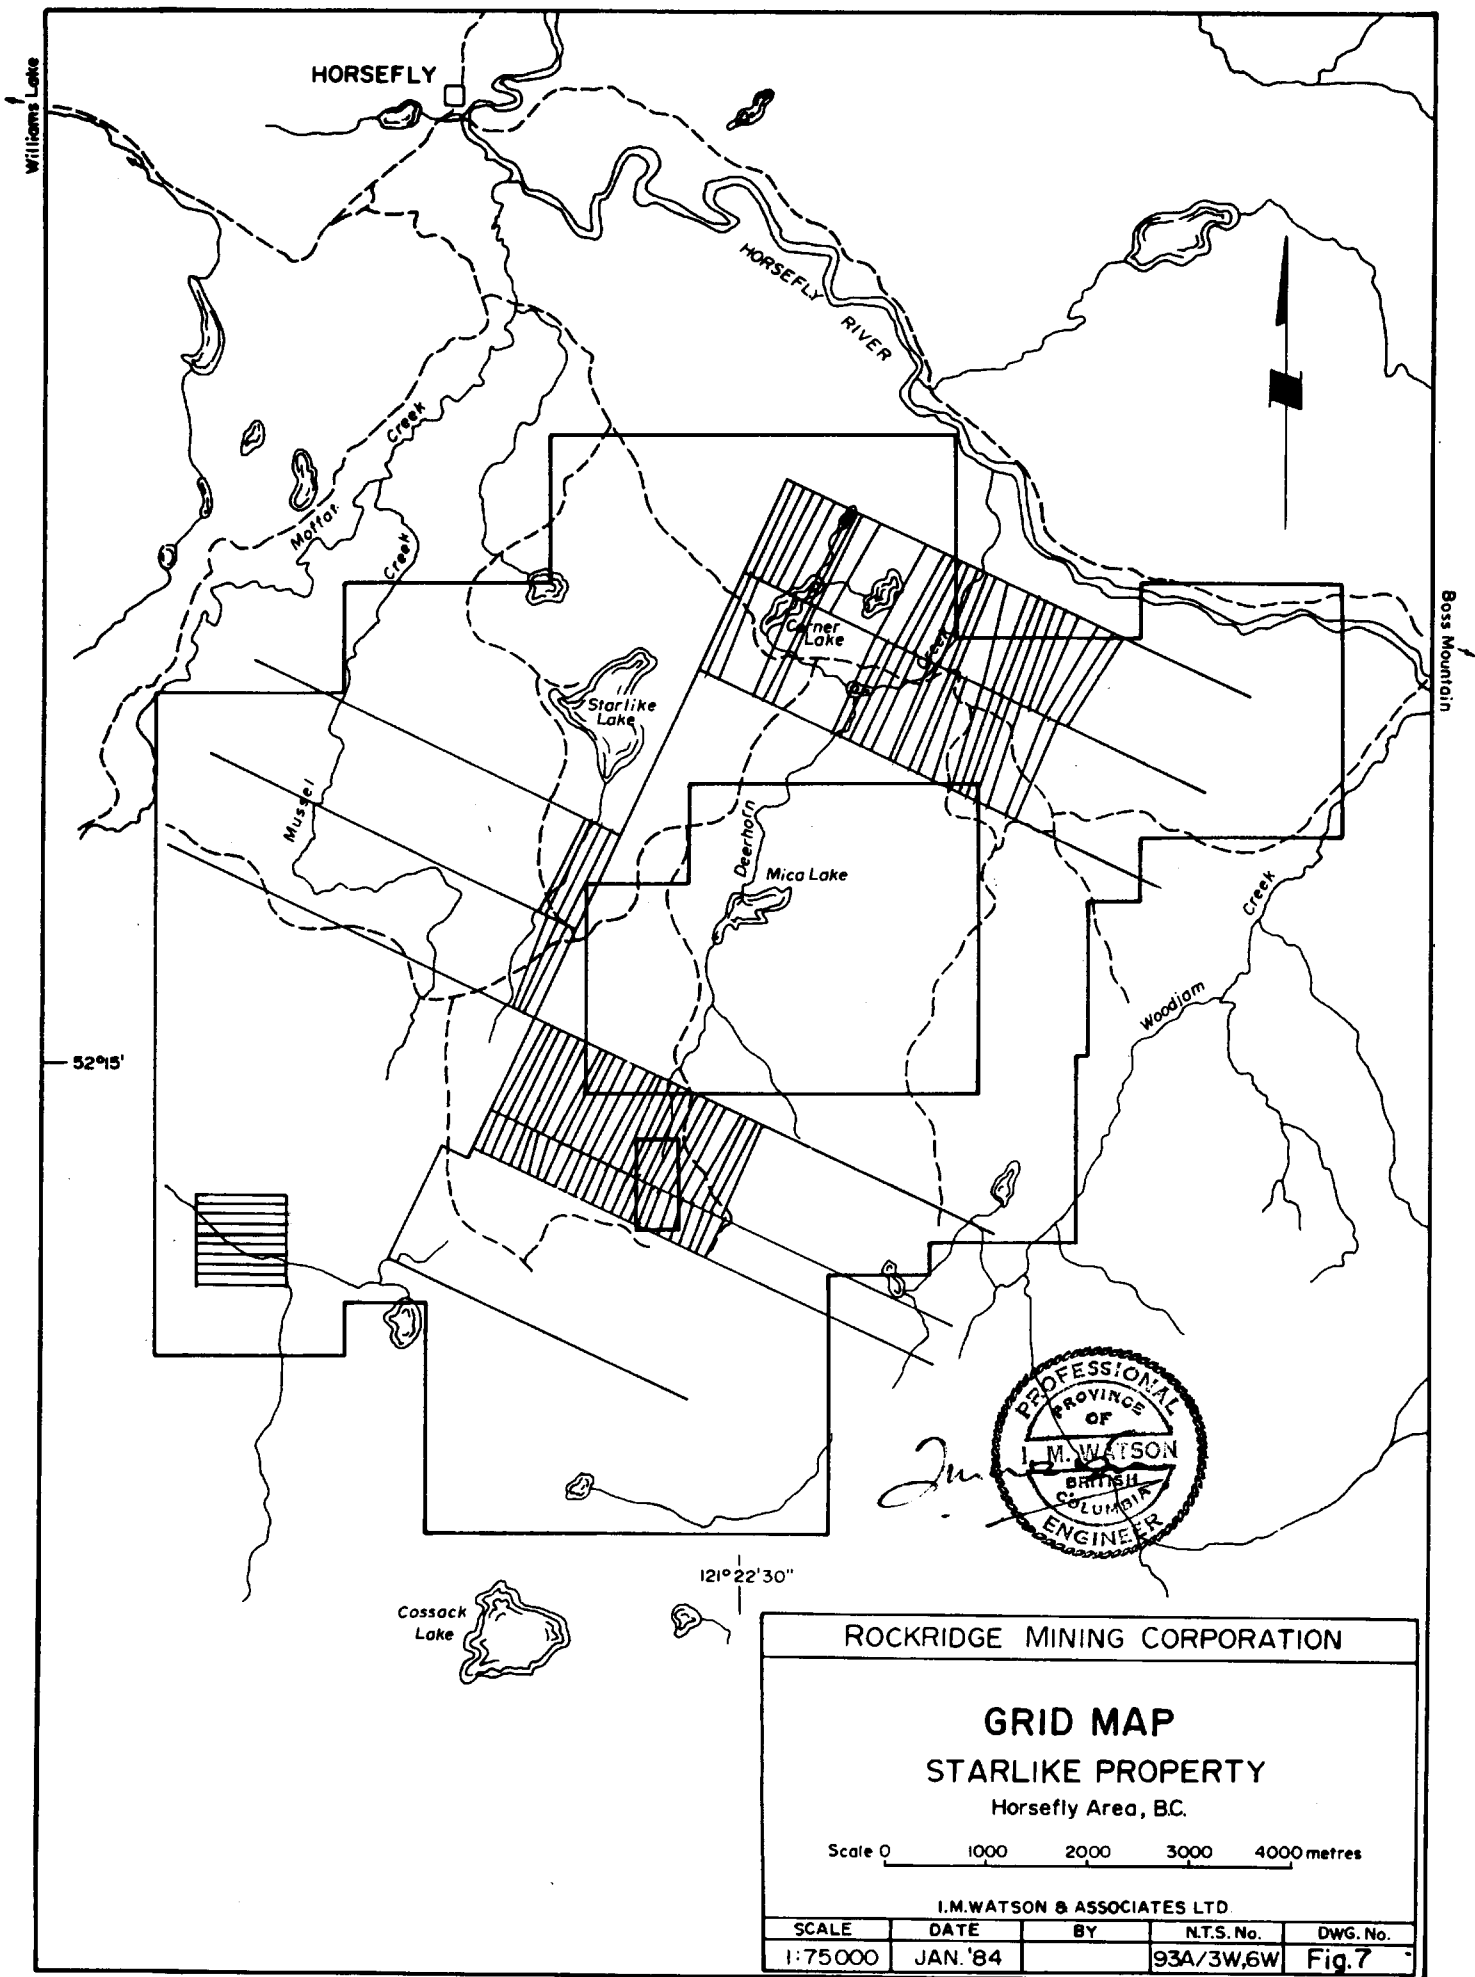 HORSEFLY
Williams Lake
HORSEFLY
RIVER
Creek
Moffat
Creek
Corner
Lake
Creek
Boss Mountain
Starlike
Lake
Mussel
Deerhorn
Mica Lake
Creek
Woodjam
52°15'
PROFESSIONAL
PROVINCE
OF
I. M. WATSON
BRITISH
COLUMBIA
ENGINEER
121°22'30"
Cossack
Lake
ROCKRIDGE MINING CORPORATION
GRID MAP
STARLIKE PROPERTY
Horsefly Area, B.C.
Scale 0 1000 2000 3000 4000 metres
I.M.WATSON & ASSOCIATES LTD.
SCALE DATE BY N.T.S. No. DWG. No.
1:75000 JAN. '84 93A/3W,6W Fig.7